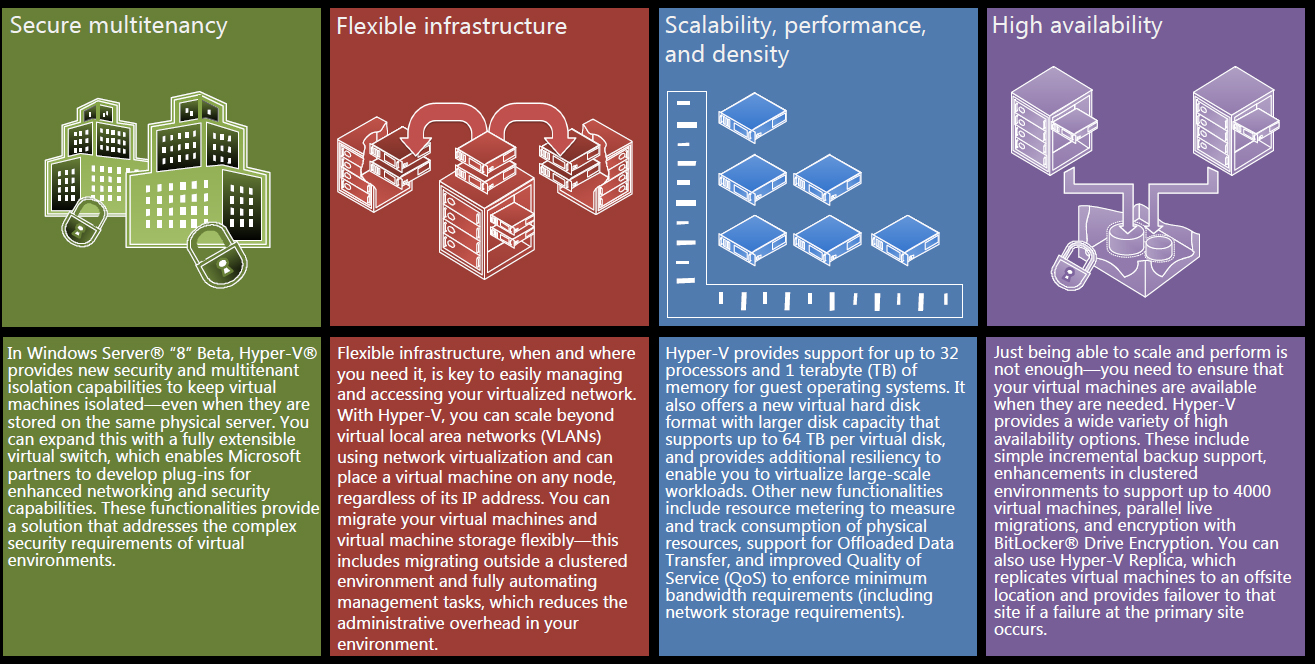 Secure multitenancy
In Windows Server® “8” Beta, Hyper-V®
provides new security and multitenant
isolation capabilities to keep virtual
machines isolated—even when they are
stored on the same physical server. You
can expand this with a fully extensible
virtual switch, which enables Microsoft
partners to develop plug-ins for
enhanced networking and security
capabilities. These functionalities provide
a solution that addresses the complex
security requirements of virtual
environments.
Flexible infrastructure
Flexible infrastructure, when and where
you need it, is key to easily managing
and accessing your virtualized network.
With Hyper-V, you can scale beyond
virtual local area networks (VLANs)
using network virtualization and can
place a virtual machine on any node,
regardless of its IP address. You can
migrate your virtual machines and
virtual machine storage flexibly—this
includes migrating outside a clustered
environment and fully automating
management tasks, which reduces the
administrative overhead in your
environment.
Scalability, performance,
and density
Hyper-V provides support for up to 32
processors and 1 terabyte (TB) of
memory for guest operating systems. It
also offers a new virtual hard disk
format with larger disk capacity that
supports up to 64 TB per virtual disk,
and provides additional resiliency to
enable you to virtualize large-scale
workloads. Other new functionalities
include resource metering to measure
and track consumption of physical
resources, support for Offloaded Data
Transfer, and improved Quality of
Service (QoS) to enforce minimum
bandwidth requirements (including
network storage requirements).
High availability
Just being able to scale and perform is
not enough—you need to ensure that
your virtual machines are available
when they are needed. Hyper-V
provides a wide variety of high
availability options. These include
simple incremental backup support,
enhancements in clustered
environments to support up to 4000
virtual machines, parallel live
migrations, and encryption with
BitLocker® Drive Encryption. You can
also use Hyper-V Replica, which
replicates virtual machines to an offsite
location and provides failover to that
site if a failure at the primary site
occurs.